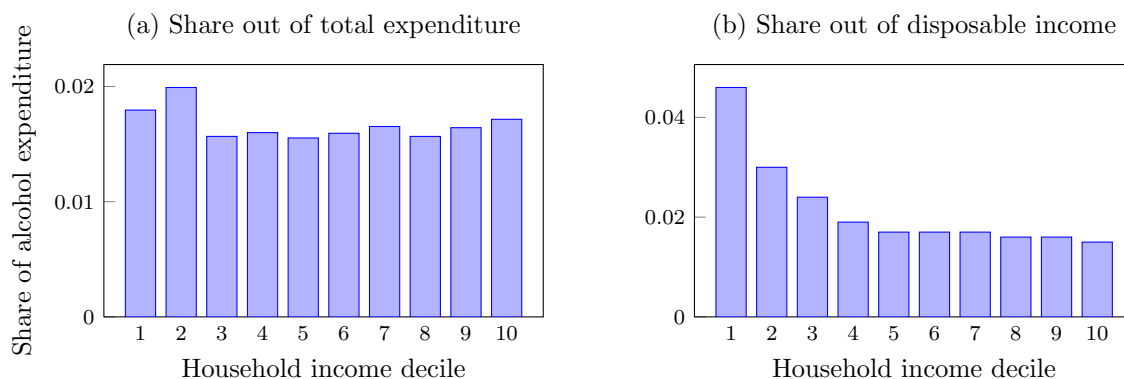 (a) Share out of total expenditure
Share of alcohol expenditure
0.02
0.01
0
1 2 3 4 5 6 7 8 9 10
Household income decile
(b) Share out of disposable income
0.04
0.02
0
1 2 3 4 5 6 7 8 9 10
Household income decile